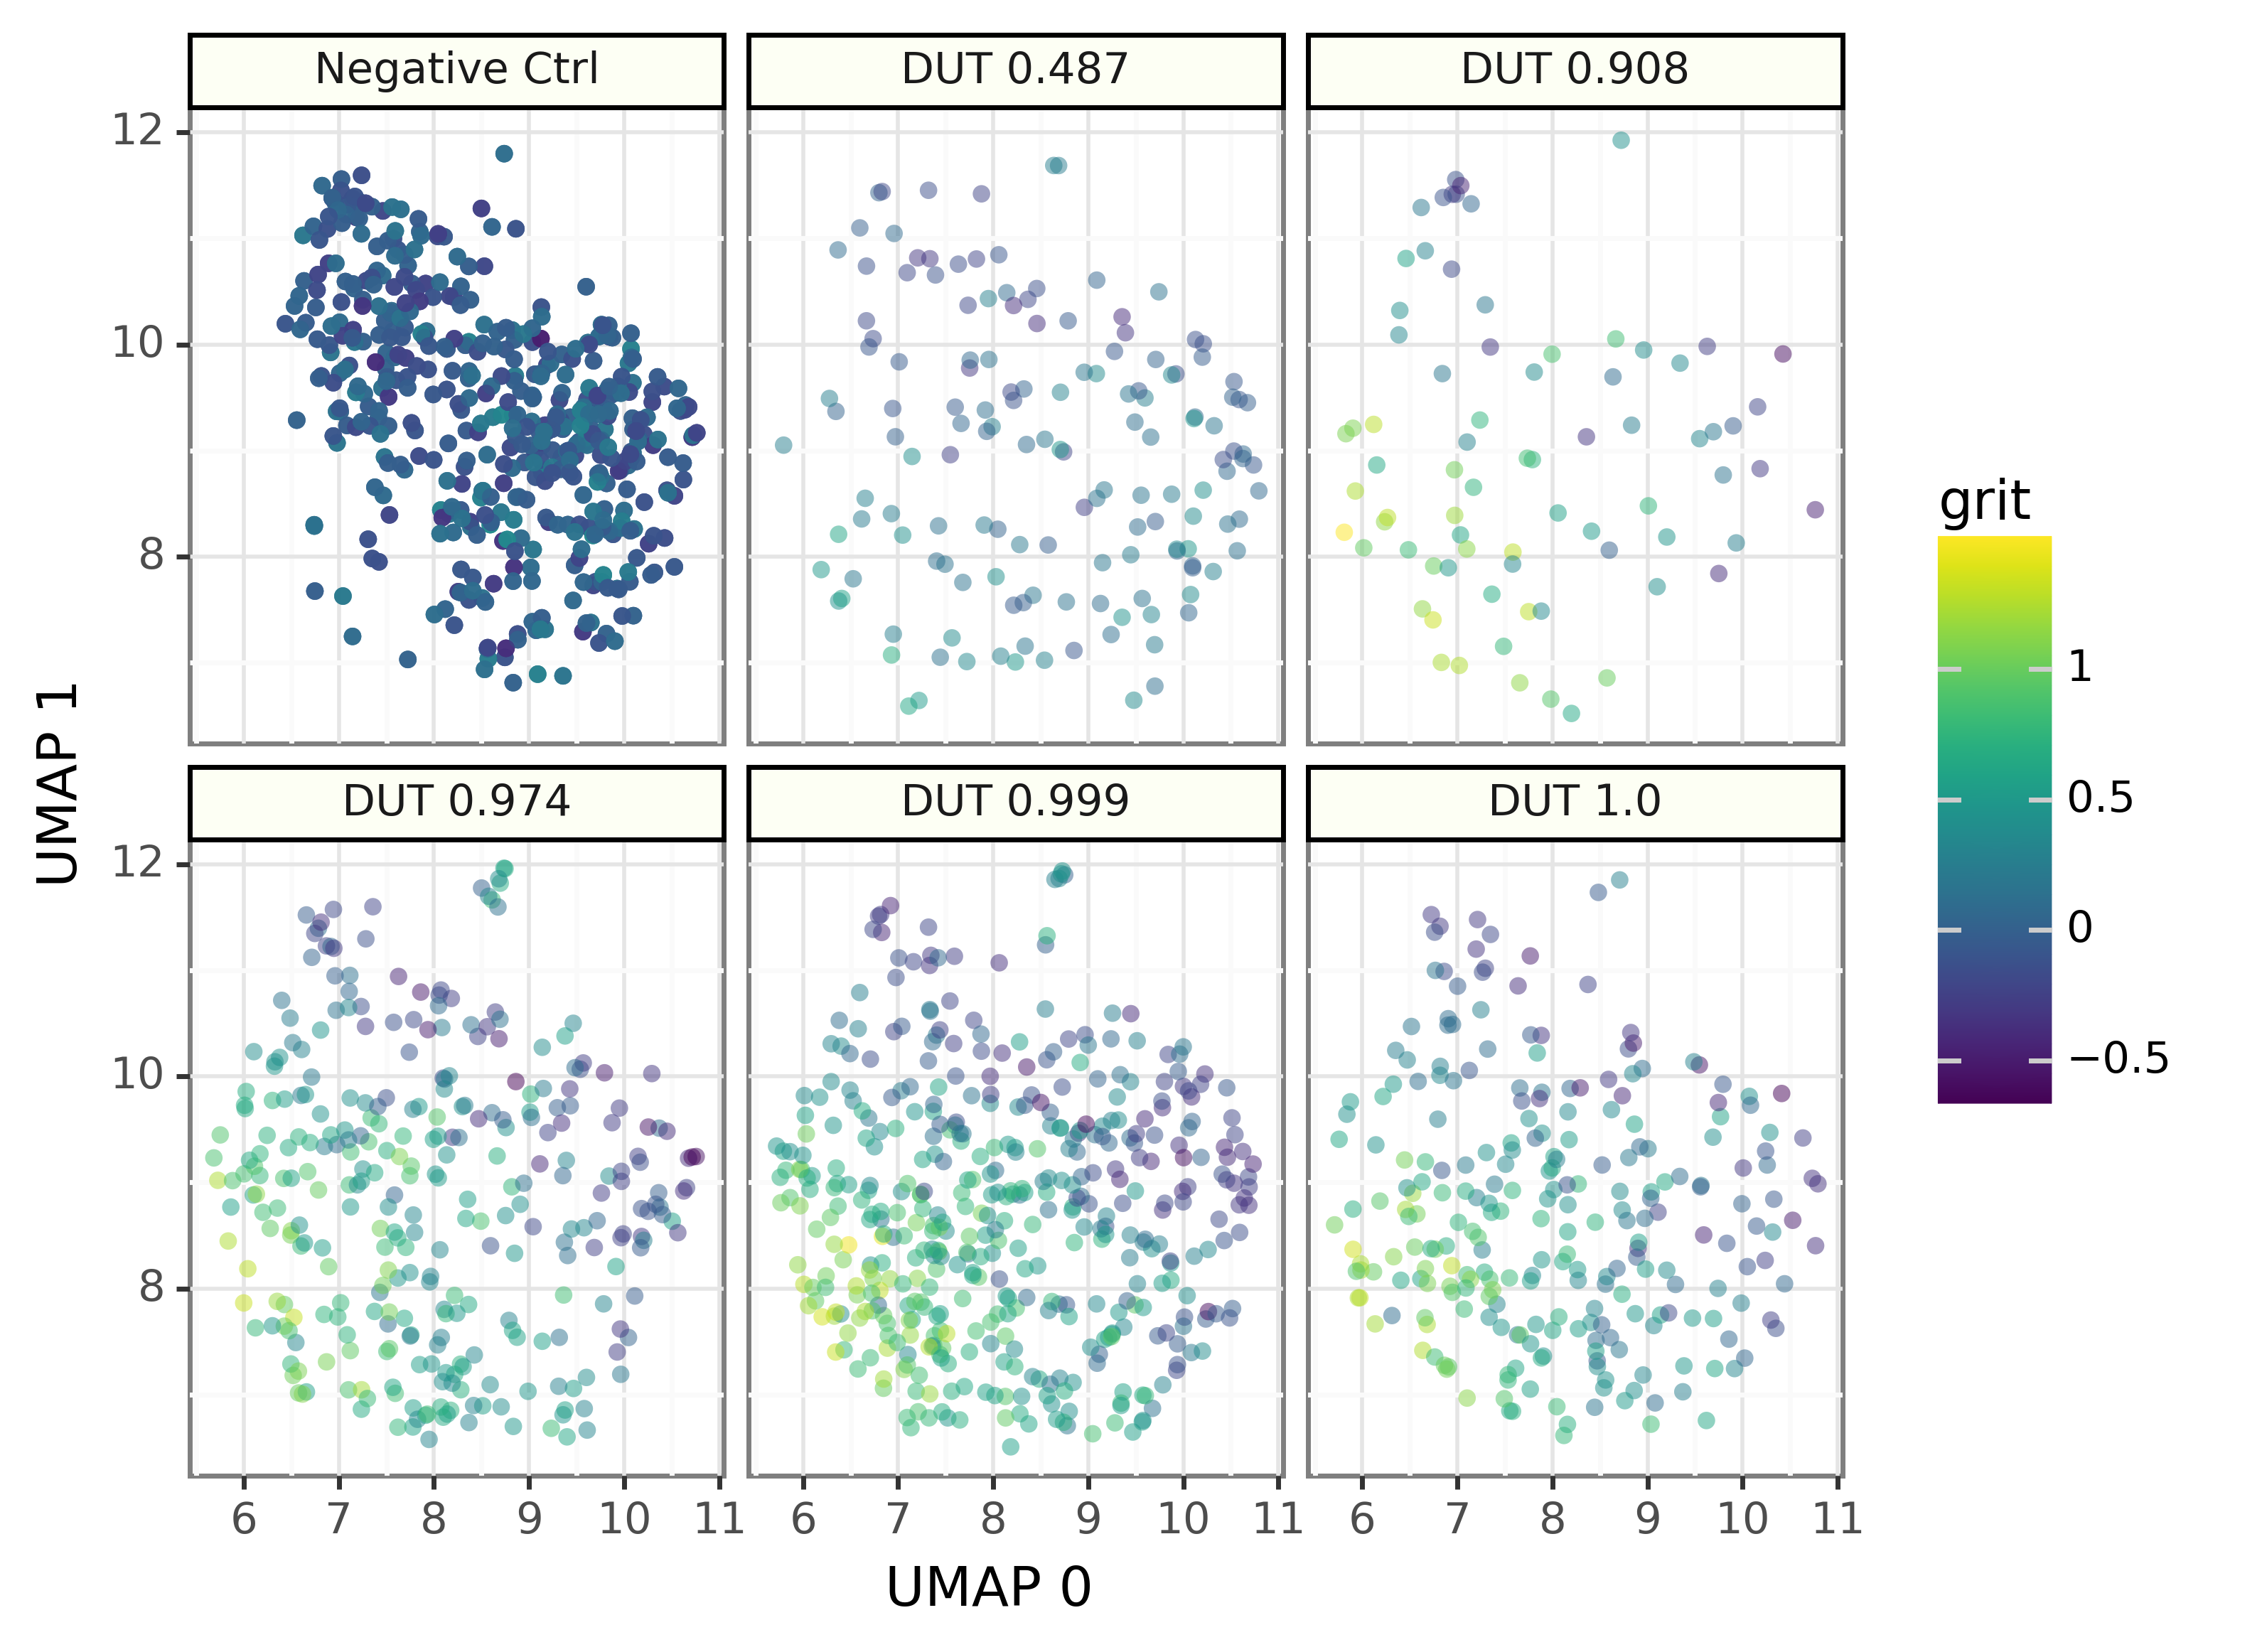 Negative Ctrl
DUT 0.487
DUT 0.908
12
10
8
DUT 0.974
DUT 0.999
DUT 1.0
12
10
8
6 7 8 9 10 11
6 7 8 9 10 11
6 7 8 9 10 11
UMAP 0
UMAP 1
grit
1
0.5
0
−0.5